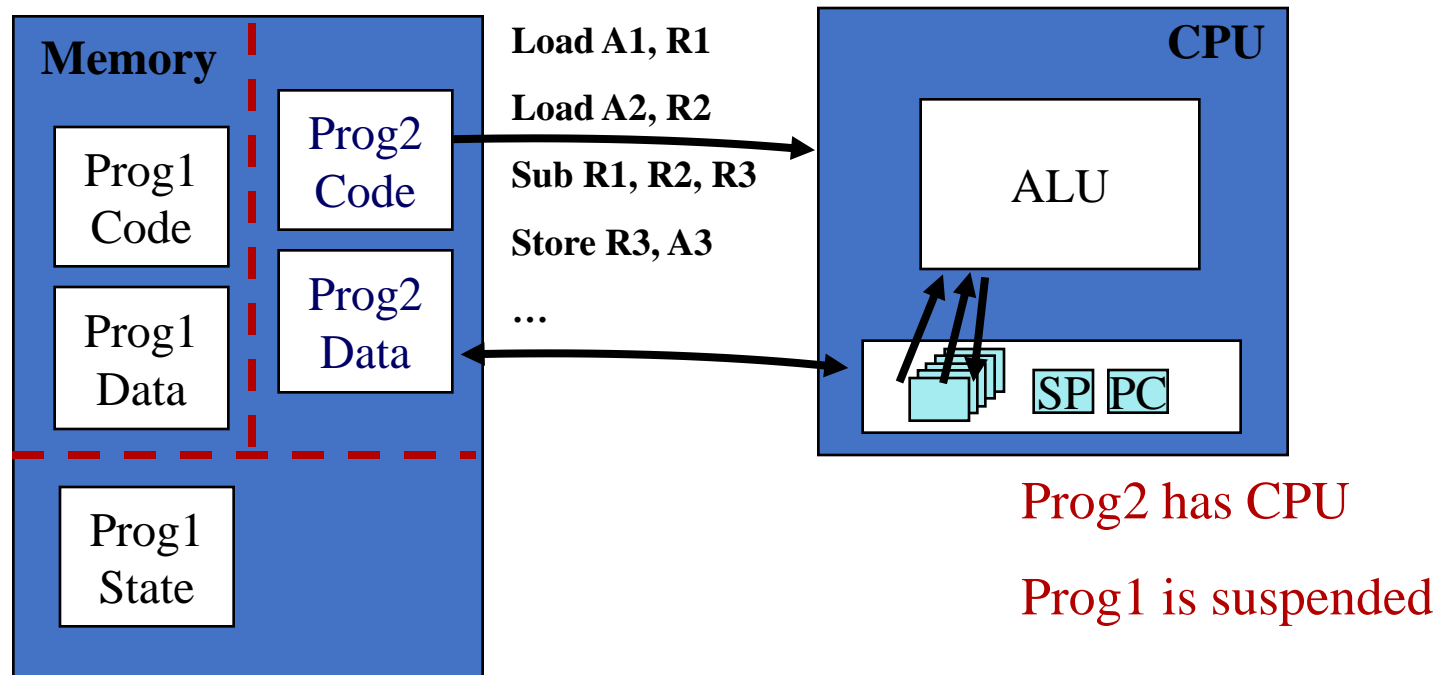 Memory
Prog1
Code
Prog1
Data
Prog2
Code
Prog2
Data
Prog1
State
Load A1, R1
Load A2, R2
Sub R1, R2, R3
Store R3, A3
…
CPU
ALU
SP PC
Prog2 has CPU
Prog1 is suspended